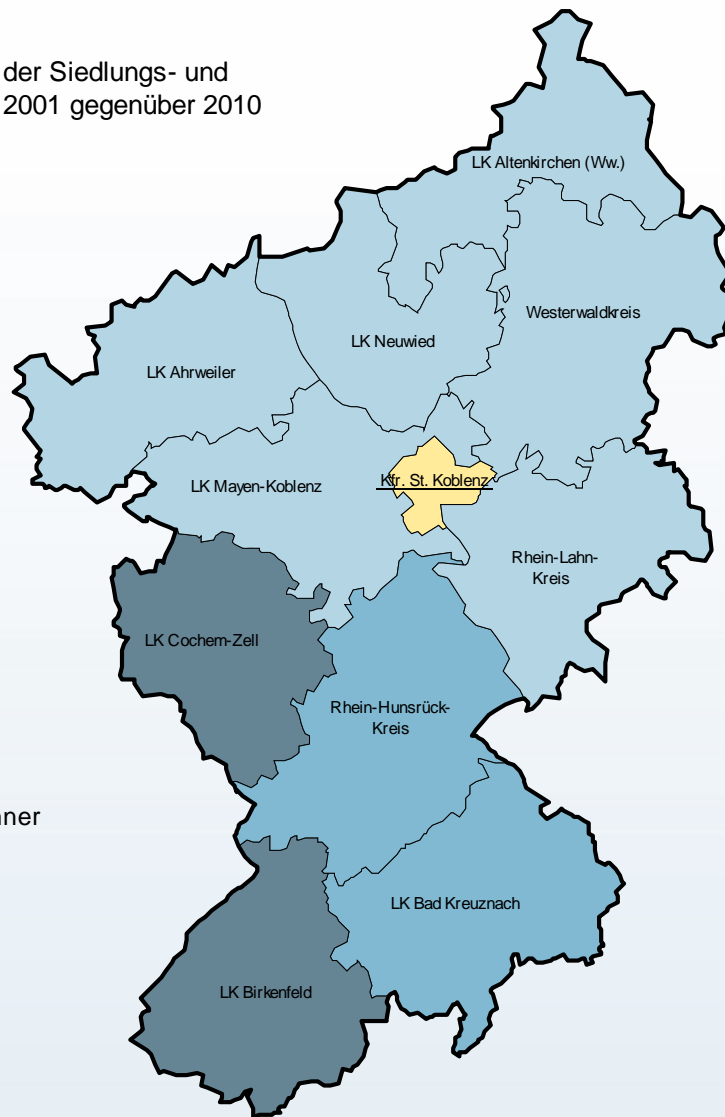 der Siedlungs- und
2001 gegenüber 2010
LK Altenkirchen (Ww.)
Westerwaldkreis
LK Neuwied
LK Ahrweiler
LK Mayen-Koblenz
Kfr. St. Koblenz
Rhein-Lahn-
Kreis
LK Cochem-Zell
Rhein-Hunsrück-
Kreis
LK Bad Kreuznach
LK Birkenfeld